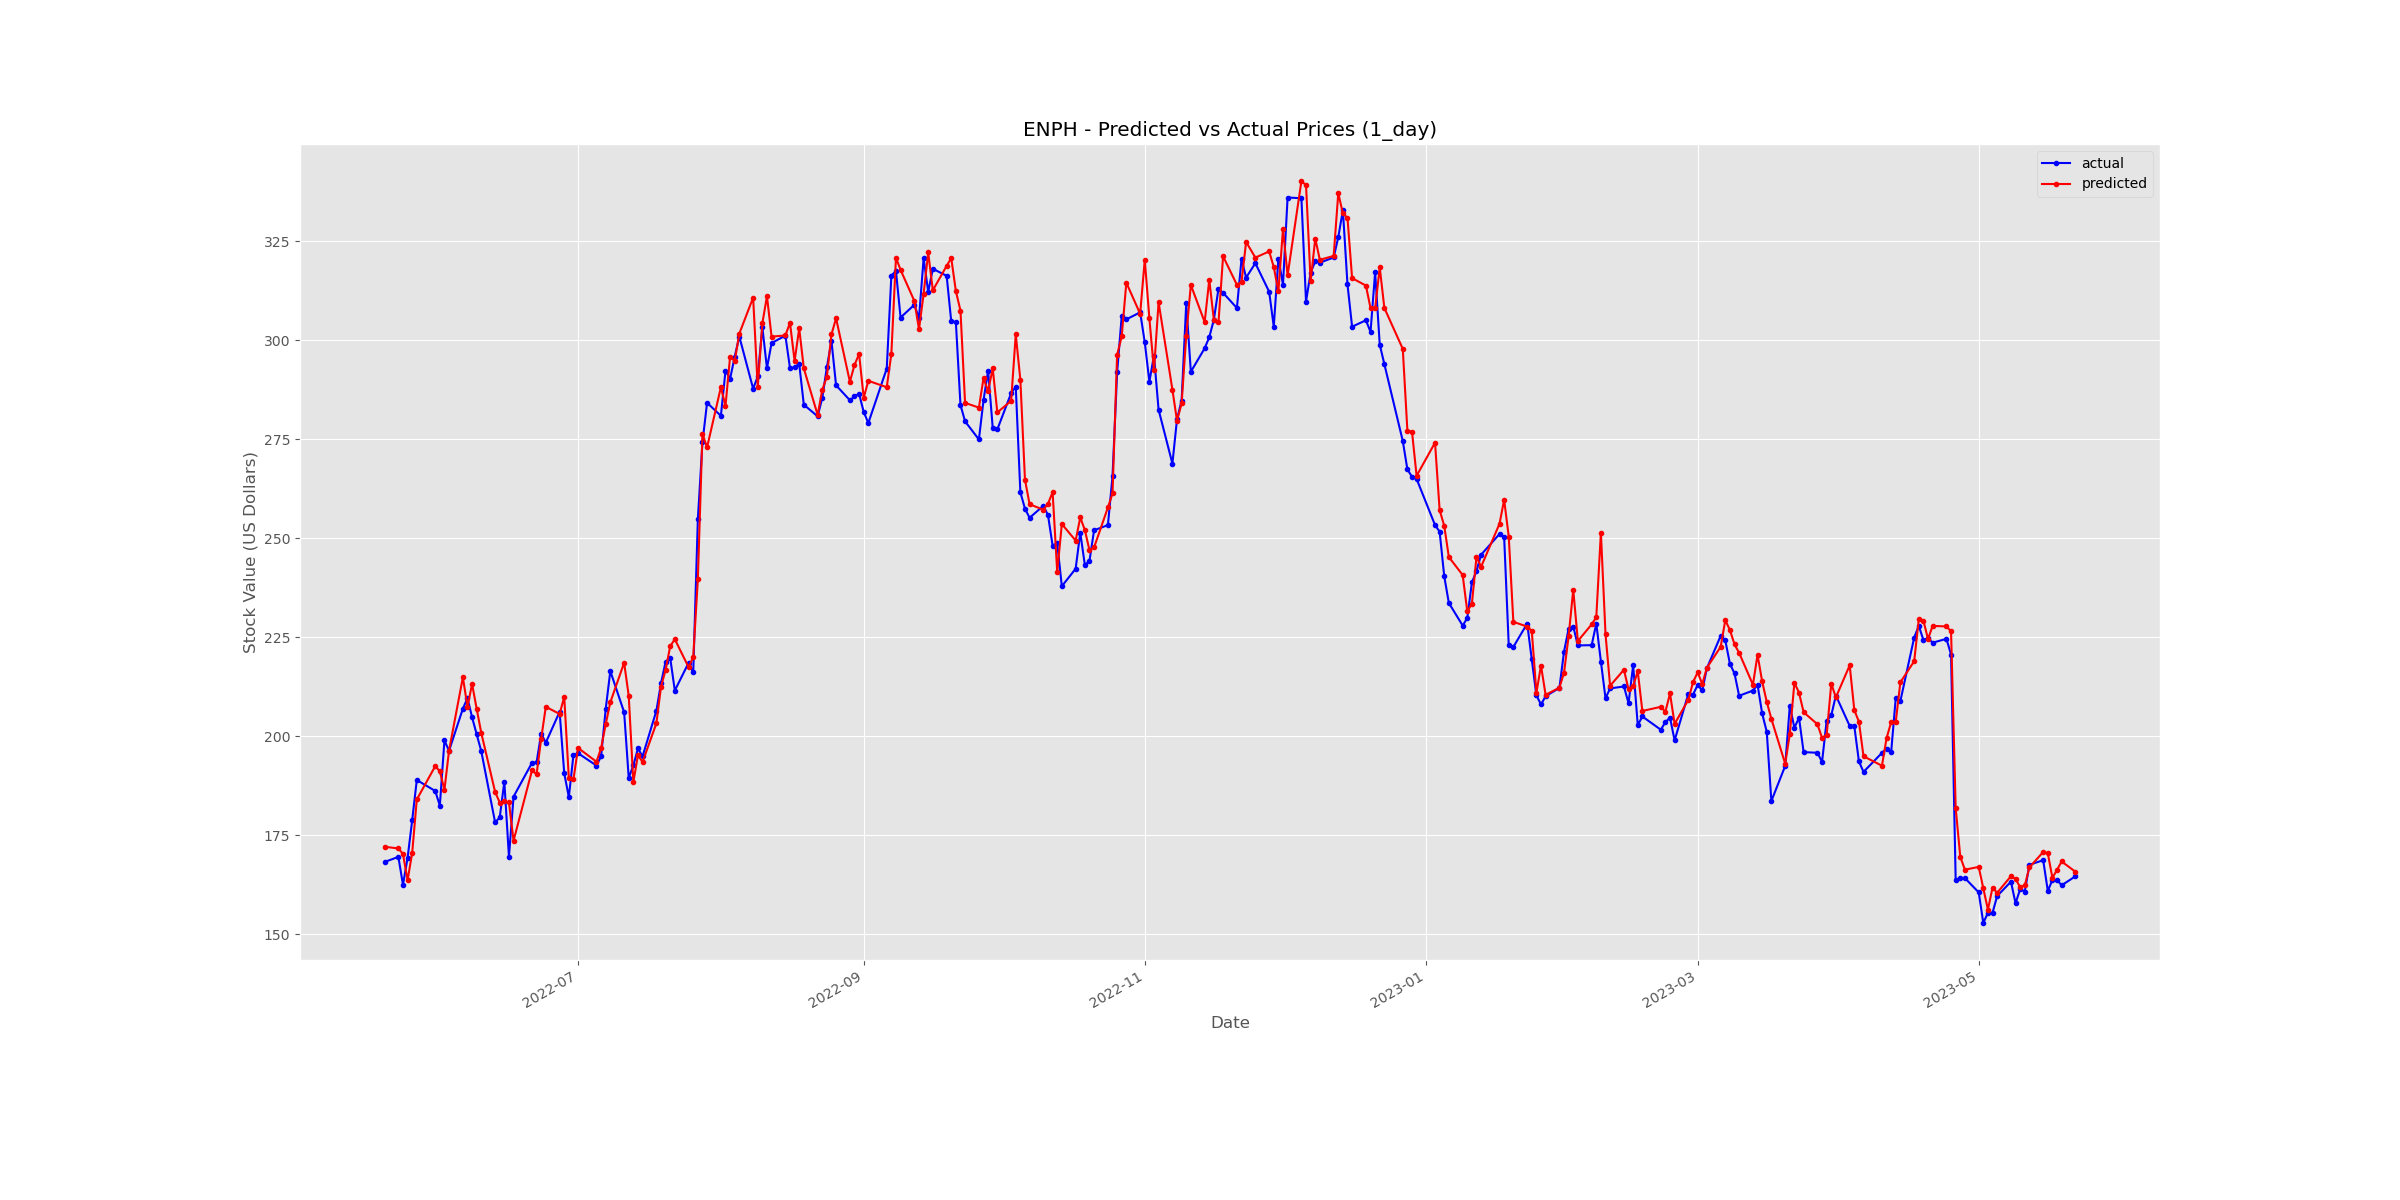 ENPH - Predicted vs Actual Prices (1_day)
actual
predicted
Stock Value (US Dollars)
325
300
275
250
225
200
175
150
2022-07
2022-09
2022-11
2023-01
2023-03
2023-05
Date